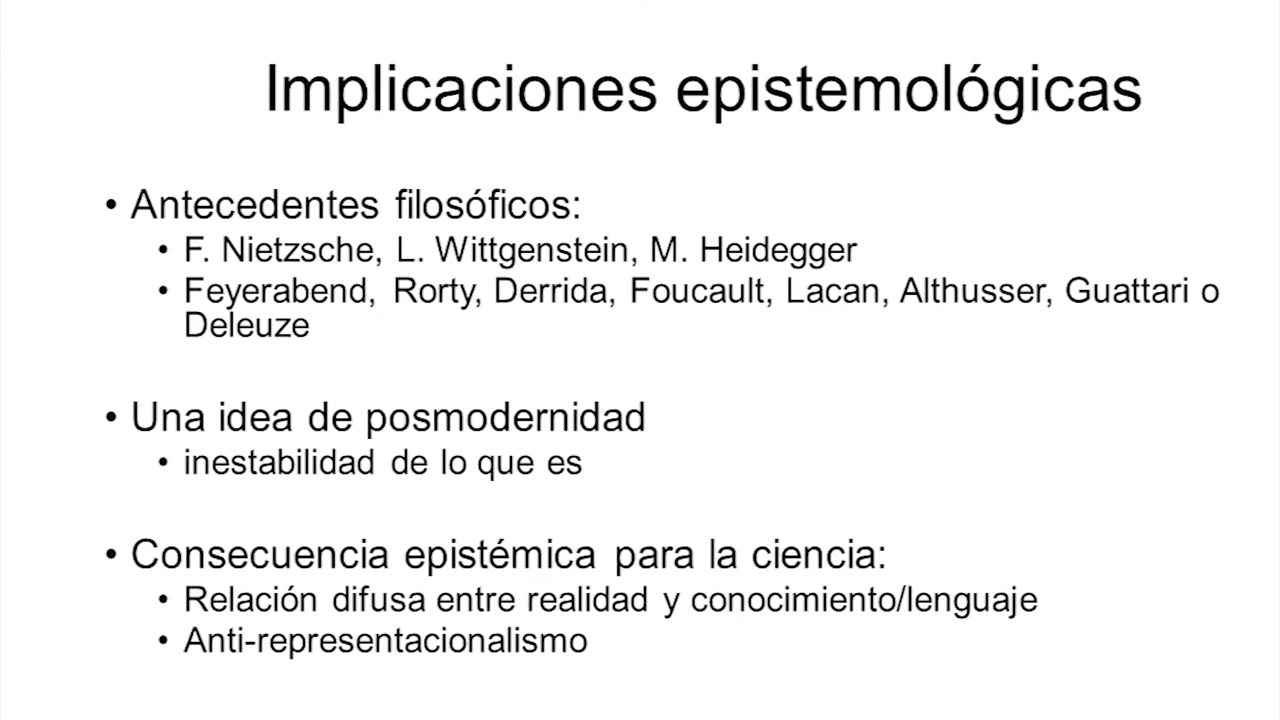 Implicaciones epistemológicas
• Antecedentes filosóficos:
• F. Nietzsche, L. Wittgenstein, M. Heidegger
• Feyerabend, Rorty, Derrida, Foucault, Lacan, Althusser, Guattari o
Deleuze
• Una idea de posmodernidad
• inestabilidad de lo que es
• Consecuencia epistémica para la ciencia:
• Relación difusa entre realidad y conocimiento/lenguaje
• Anti-representacionalismo